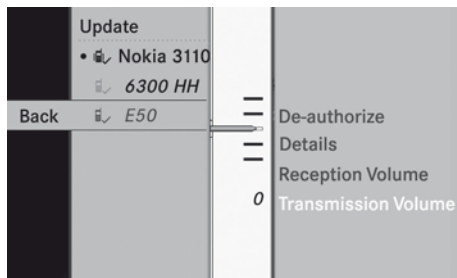 Update
• Nokia 3110
6300 HH
Back
E50
De-authorize
Details
Reception Volume
0
Transmission Volume